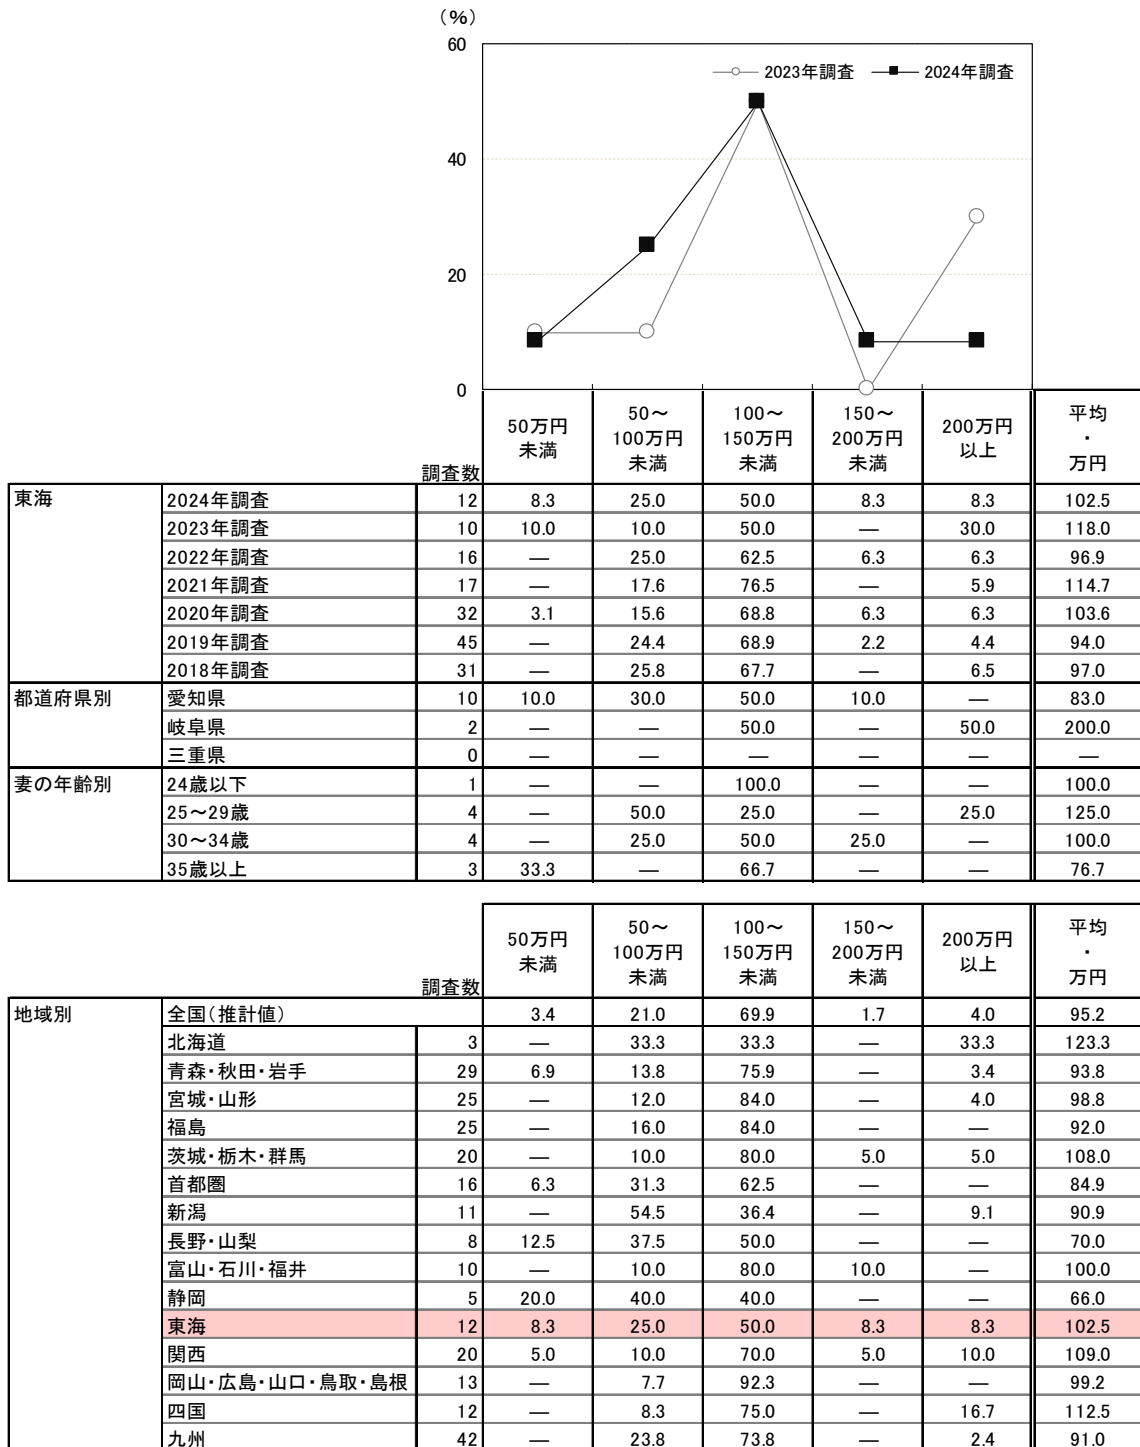 （%）
60
40
20
0
2023年調査 2024年調査
調査数 50万円未満 50～100万円未満 100～150万円未満 150～200万円未満 200万円以上 平均・万円
東海 2024年調査 12 8.3 25.0 50.0 8.3 8.3 102.5
2023年調査 10 10.0 10.0 50.0 — 30.0 118.0
2022年調査 16 — 25.0 62.5 6.3 6.3 96.9
2021年調査 17 — 17.6 76.5 — 5.9 114.7
2020年調査 32 3.1 15.6 68.8 6.3 6.3 103.6
2019年調査 45 — 24.4 68.9 2.2 4.4 94.0
2018年調査 31 — 25.8 67.7 — 6.5 97.0
都道府県別 愛知県 10 10.0 30.0 50.0 10.0 — 83.0
岐阜県 2 — — 50.0 — 50.0 200.0
三重県 0 — — — — — —
妻の年齢別 24歳以下 1 — — 100.0 — — 100.0
25～29歳 4 — 50.0 25.0 — 25.0 125.0
30～34歳 4 — 25.0 50.0 25.0 — 100.0
35歳以上 3 33.3 — 66.7 — — 76.7
調査数 50万円未満 50～100万円未満 100～150万円未満 150～200万円未満 200万円以上 平均・万円
地域別 全国（推計値） 3.4 21.0 69.9 1.7 4.0 95.2
北海道 3 — 33.3 33.3 — 33.3 123.3
青森・秋田・岩手 29 6.9 13.8 75.9 — 3.4 93.8
宮城・山形 25 — 12.0 84.0 — 4.0 98.8
福島 25 — 16.0 84.0 — — 92.0
茨城・栃木・群馬 20 — 10.0 80.0 5.0 5.0 108.0
首都圏 16 6.3 31.3 62.5 — — 84.9
新潟 11 — 54.5 36.4 — 9.1 90.9
長野・山梨 8 12.5 37.5 50.0 — — 70.0
富山・石川・福井 10 — 10.0 80.0 10.0 — 100.0
静岡 5 20.0 40.0 40.0 — — 66.0
東海 12 8.3 25.0 50.0 8.3 8.3 102.5
関西 20 5.0 10.0 70.0 5.0 10.0 109.0
岡山・広島・山口・鳥取・島根 13 — 7.7 92.3 — — 99.2
四国 12 — 8.3 75.0 — 16.7 112.5
九州 42 — 23.8 73.8 — 2.4 91.0